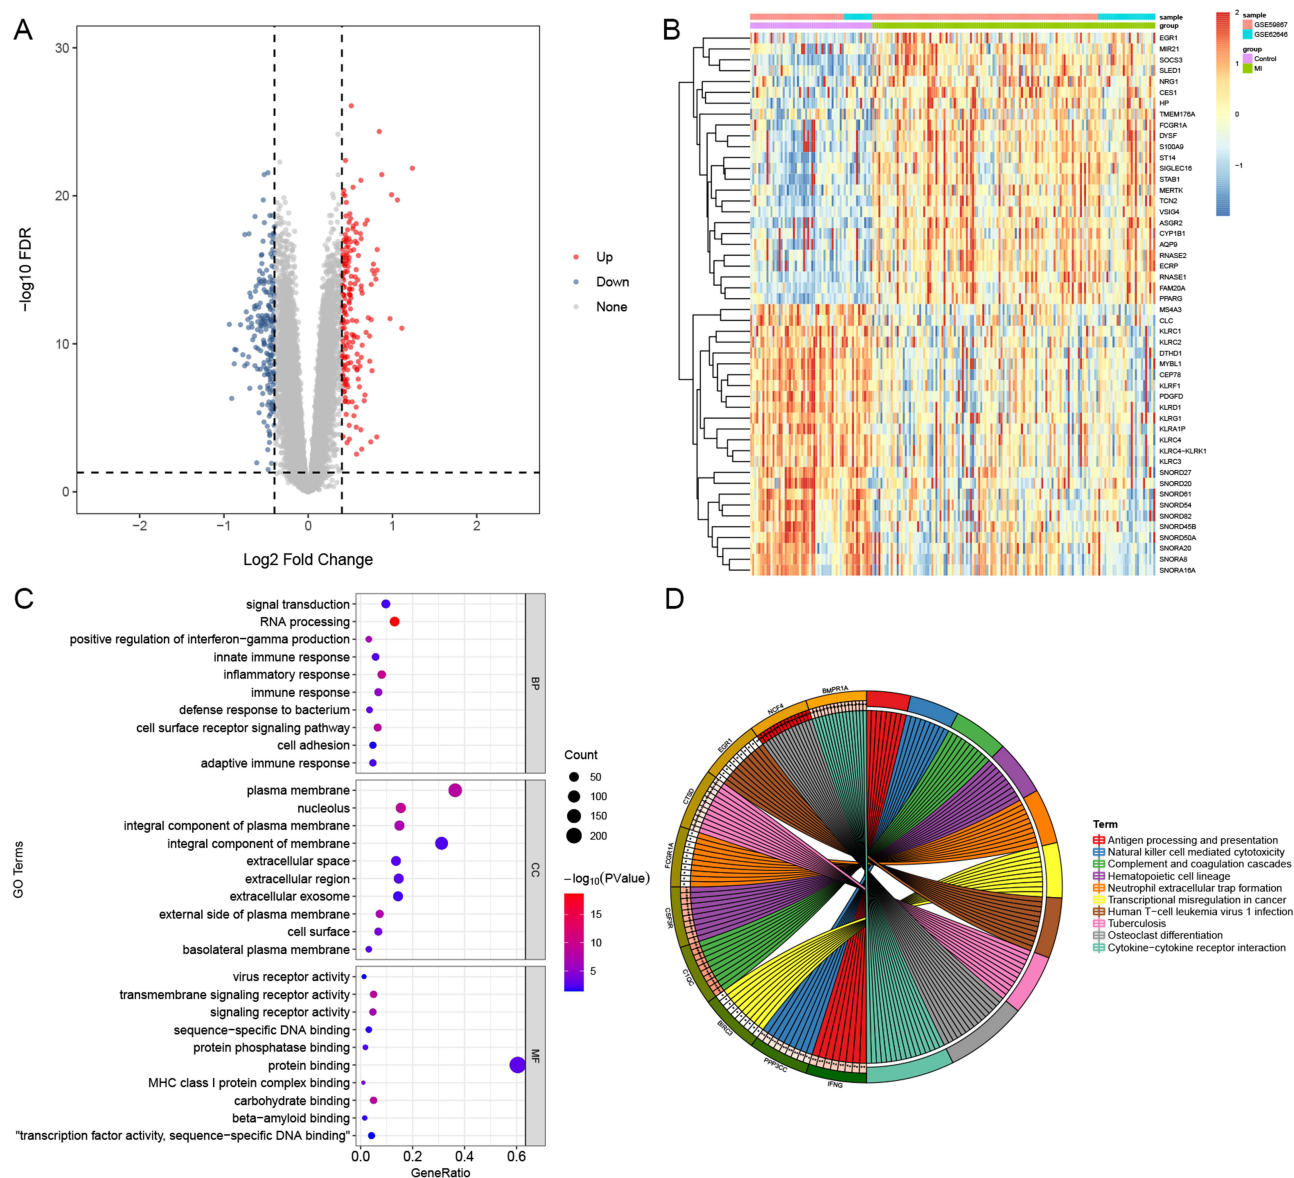 A
30
20
10
0
−log10 FDR
−2
−1
0
1
2
Log2 Fold Change
Up
Down
None
B
sample
group
EGR1
MIR21
SOCS3
SLED1
NRG1
CES1
HP
TMEM176A
FCGR1A
DYSF
S100A9
ST14
SIGLEC16
STAB1
MERTK
TCN2
VSIG4
ASGR2
CYP1B1
AQP9
RNASE2
ECRP
RNASE1
FAM20A
PPARG
MS4A3
CLC
KLRC1
KLRC2
DTHD1
MYBL1
CEP78
KLRF1
PDGFD
KLRD1
KLRG1
KLRA1P
KLRC4
KLRC4−KLRK1
KLRC3
SNORD27
SNORD20
SNORD61
SNORD54
SNORD82
SNORD45B
SNORD50A
SNORA20
SNORA8
SNORA16A
2
1
0
−1
sample
GSE59867
GSE62646
group
Control
MI
C
GO Terms
signal transduction
RNA processing
positive regulation of interferon−gamma production
innate immune response
inflammatory response
immune response
defense response to bacterium
cell surface receptor signaling pathway
cell adhesion
adaptive immune response
BP
plasma membrane
nucleolus
integral component of plasma membrane
integral component of membrane
extracellular space
extracellular region
extracellular exosome
external side of plasma membrane
cell surface
basolateral plasma membrane
CC
virus receptor activity
transmembrane signaling receptor activity
signaling receptor activity
sequence−specific DNA binding
protein phosphatase binding
protein binding
MHC class I protein complex binding
carbohydrate binding
beta−amyloid binding
"transcription factor activity, sequence−specific DNA binding"
MF
0.0
0.2
0.4
0.6
GeneRatio
Count
50
100
150
200
−log10(PValue)
15
10
5
D
BMPR1A
NCF4
EGR1
CTSD
FCGR1A
CSF3R
C1QC
BIRC3
PPP3CC
IFNG
Term
Antigen processing and presentation
Natural killer cell mediated cytotoxicity
Complement and coagulation cascades
Hematopoietic cell lineage
Neutrophil extracellular trap formation
Transcriptional misregulation in cancer
Human T−cell leukemia virus 1 infection
Tuberculosis
Osteoclast differentiation
Cytokine−cytokine receptor interaction